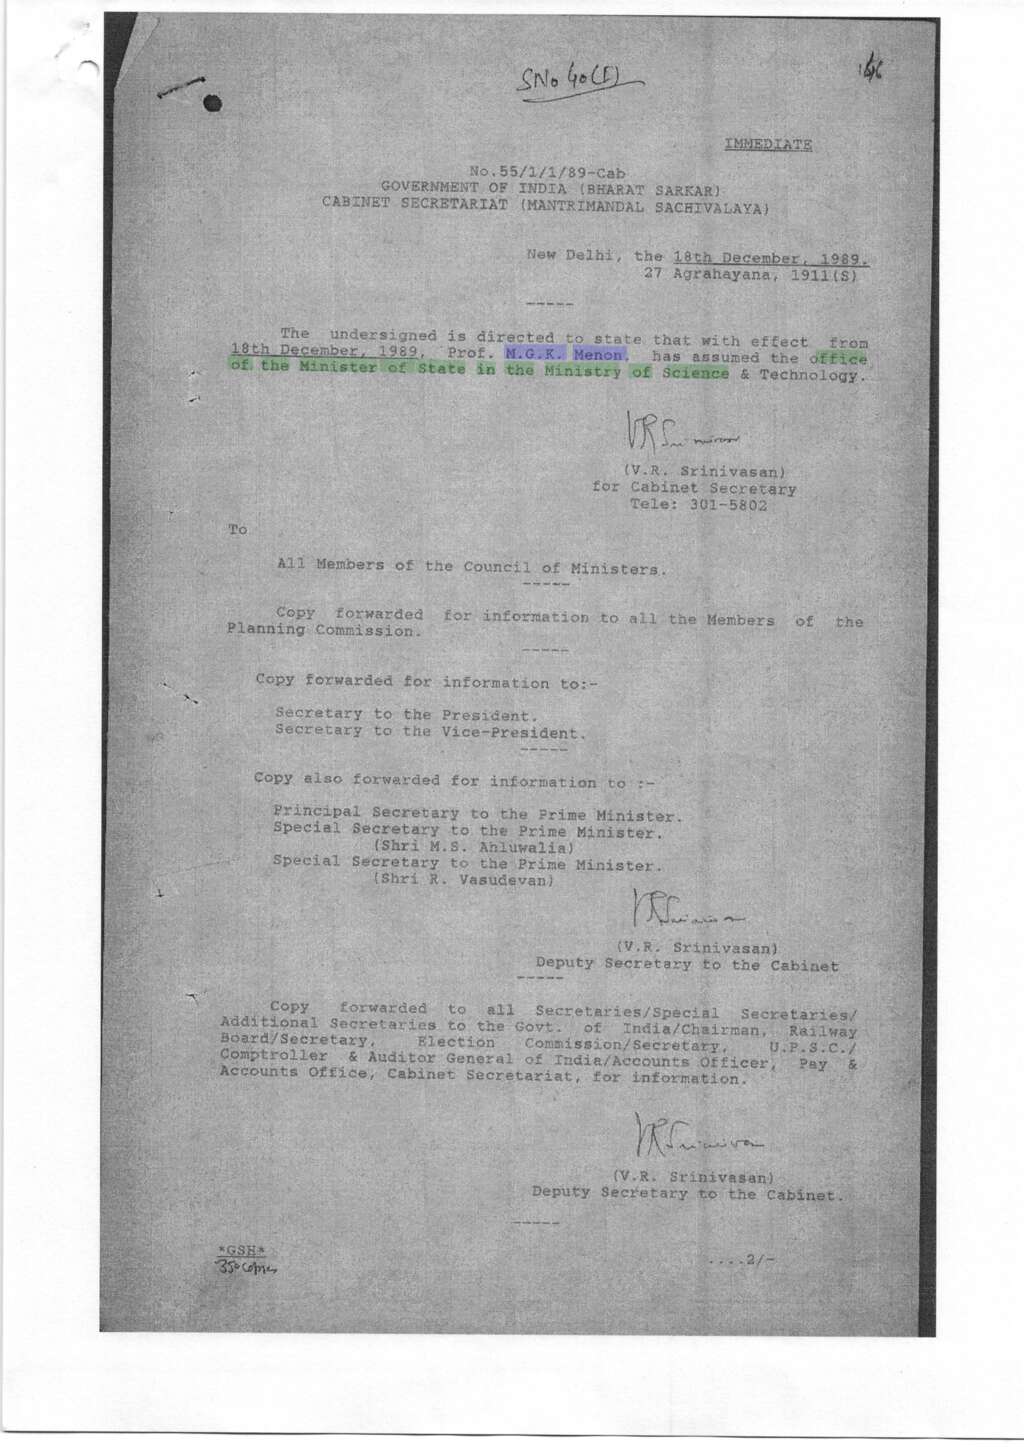 SNo 40(I)
146
IMMEDIATE
No.55/1/1/89-Cab
GOVERNMENT OF INDIA (BHARAT SARKAR)
CABINET SECRETARIAT (MANTRIMANDAL SACHIVALAYA)
New Delhi, the 18th December, 1989.
27 Agrahayana, 1911(S)
-----
The undersigned is directed to state that with effect from
18th December, 1989, Prof. M.G.K. Menon, has assumed the office
of the Minister of State in the Ministry of Science & Technology.
VRSrinivasan
(V.R. Srinivasan)
for Cabinet Secretary
Tele: 301-5802
To
All Members of the Council of Ministers.
-----
Copy forwarded for information to all the Members of the
Planning Commission.
-----
Copy forwarded for information to:-
Secretary to the President.
Secretary to the Vice-President.
-----
Copy also forwarded for information to :-
Principal Secretary to the Prime Minister.
Special Secretary to the Prime Minister.
(Shri M.S. Ahluwalia)
Special Secretary to the Prime Minister.
(Shri R. Vasudevan)
VRSrinivasan
(V.R. Srinivasan)
Deputy Secretary to the Cabinet
-----
Copy forwarded to all Secretaries/Special Secretaries/
Additional Secretaries to the Govt. of India/Chairman, Railway
Board/Secretary, Election Commission/Secretary, U.P.S.C./
Comptroller & Auditor General of India/Accounts Officer, Pay &
Accounts Office, Cabinet Secretariat, for information.
VRSrinivasan
(V.R. Srinivasan)
Deputy Secretary to the Cabinet.
-----
*GSH*
350 copies
....2/-